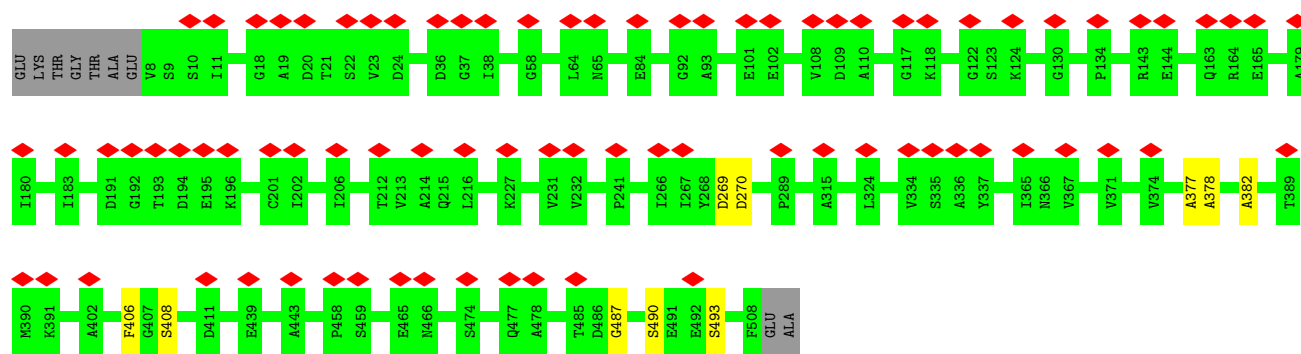 GLU LYS THR GLY THR ALA GLU V8 S9 S10 I11 G18 A19 D20 T21 S22 V23 D24 D36 G37 I38 G58 L64 N65 E84 G92 A93 E101 E102 V108 D109 A110 G117 K118 G122 S123 K124 G130 P134 R143 E144 Q163 R164 E165 A179
I180 I183 D191 G192 T193 D194 E195 K196 C201 I202 I206 T212 V213 A214 Q215 L216 K227 V231 V232 P241 I266 I267 Y268 D269 D270 P289 A315 L324 V334 S335 A336 Y337 I365 N366 V367 V371 V374 A377 A378 A382 T389
M390 K391 A402 F406 G407 S408 D411 E439 A443 P458 S459 E465 N466 S474 Q477 A478 T485 D486 G487 S490 E491 E492 S493 F508 GLU ALA